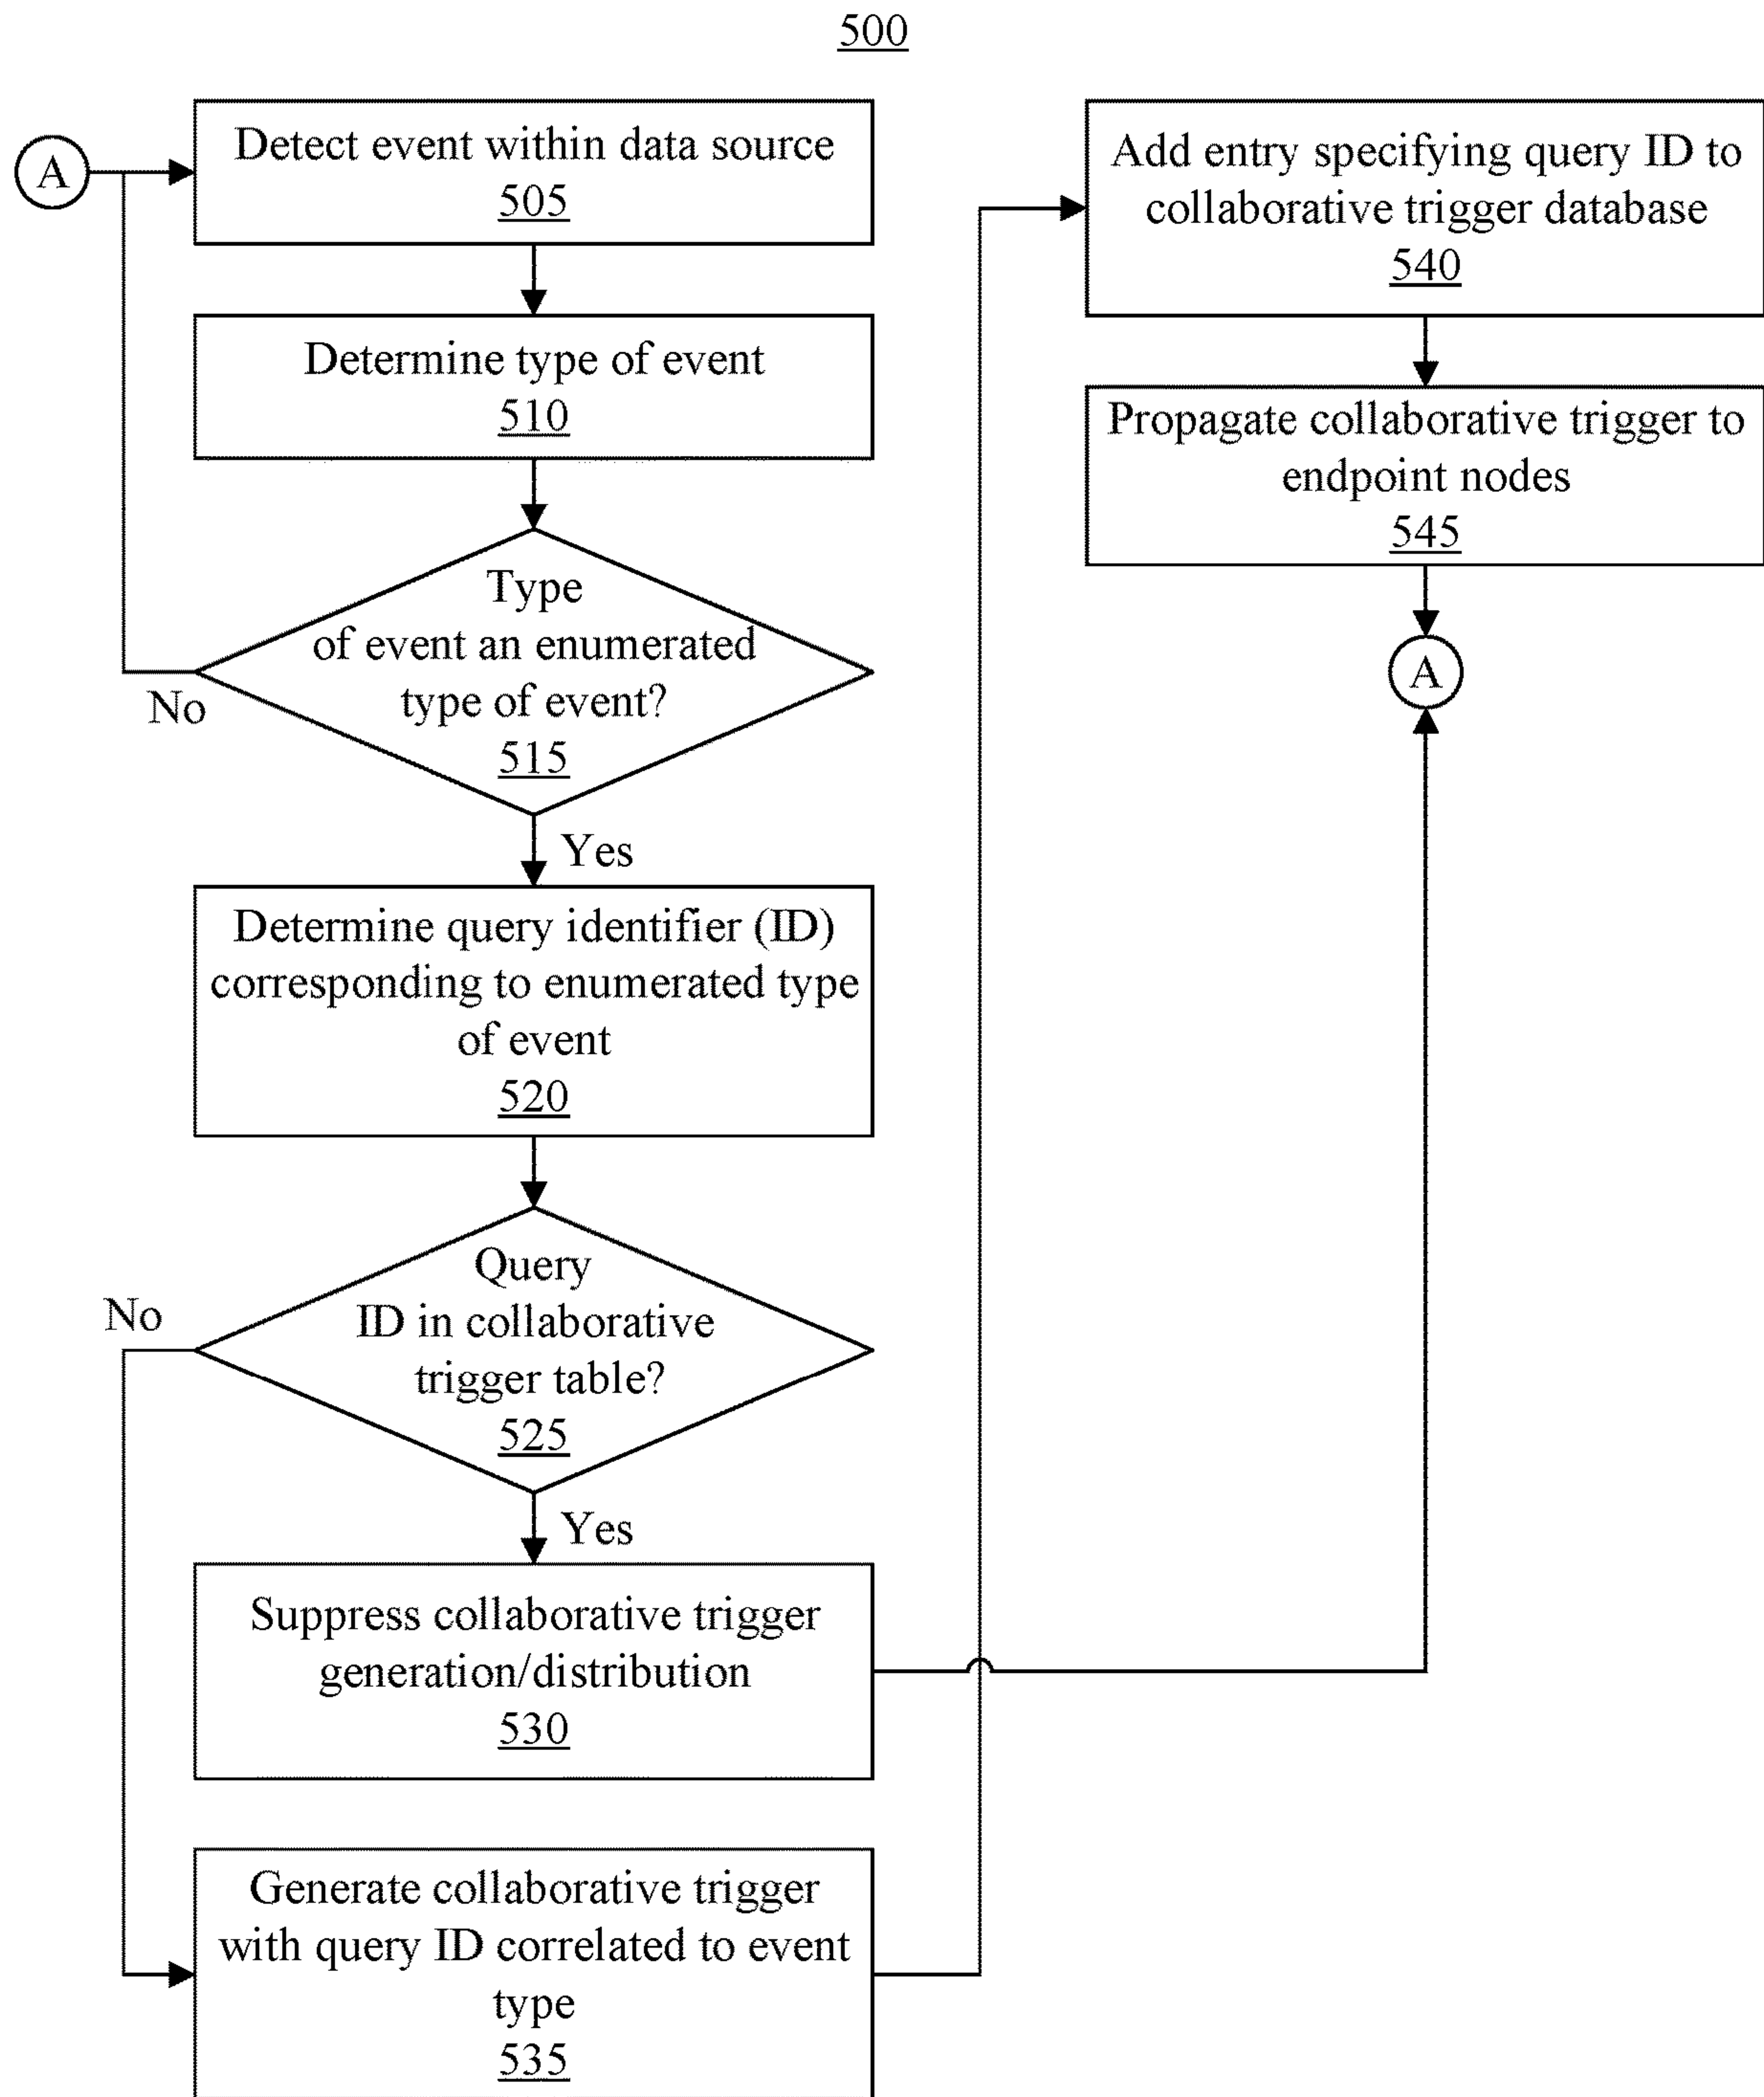 500
A
Detect event within data source
505
Determine type of event
510
Type
of event an enumerated
type of event?
515
No
Yes
Determine query identifier (ID)
corresponding to enumerated type
of event
520
Query
ID in collaborative
trigger table?
525
No
Yes
Suppress collaborative trigger
generation/distribution
530
Generate collaborative trigger
with query ID correlated to event
type
535
Add entry specifying query ID to
collaborative trigger database
540
Propagate collaborative trigger to
endpoint nodes
545
A